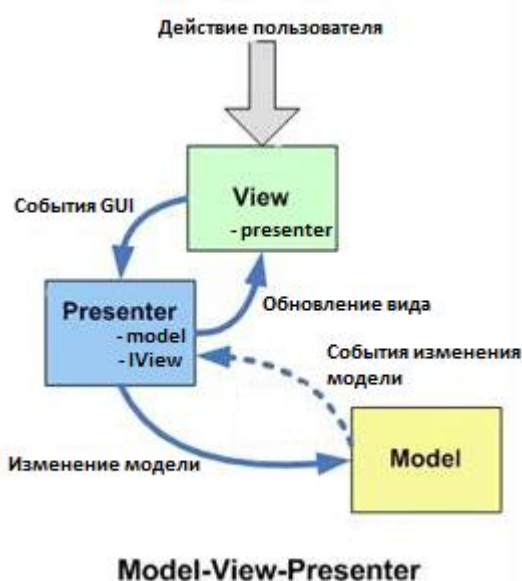 Действие пользователя
View
- presenter
События GUI
Presenter
- model
- IView
Обновление вида
События изменения
модели
Изменение модели
Model
Model-View-Presenter